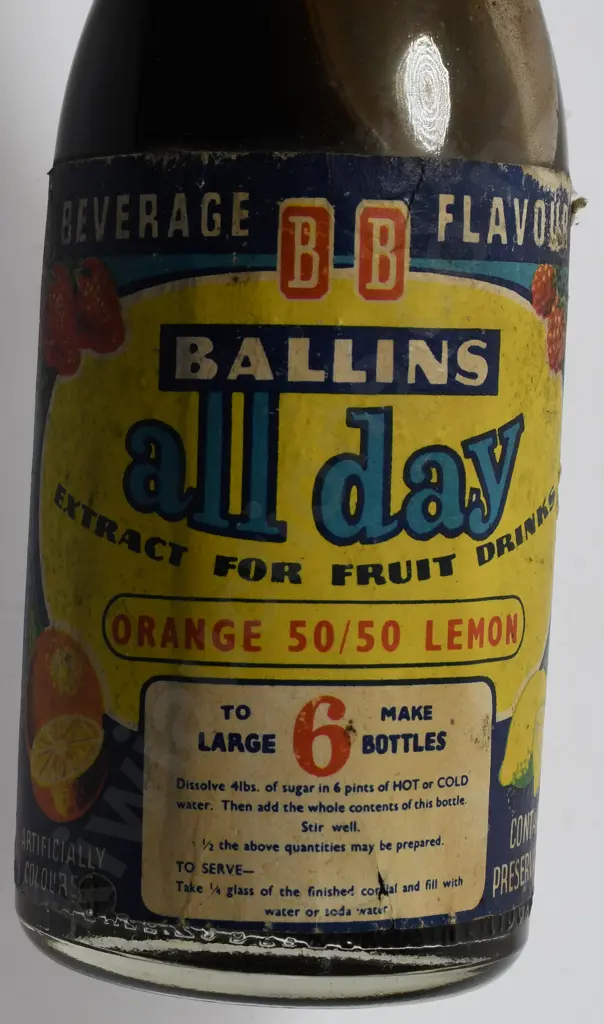 BEVERAGE BB FLAVOU
BALLINS
all day
EXTRACT FOR FRUIT DRINKS
ORANGE 50/50 LEMON
TO MAKE
LARGE 6 BOTTLES
Dissolve 4lbs. of sugar in 6 pints of HOT or COLD
water. Then add the whole contents of this bottle.
Stir well.
½ the above quantities may be prepared.
TO SERVE—
Take ¼ glass of the finished cordial and fill with
water or soda water
ARTIFICIALLY
COLOURED
CONT
PRESERV